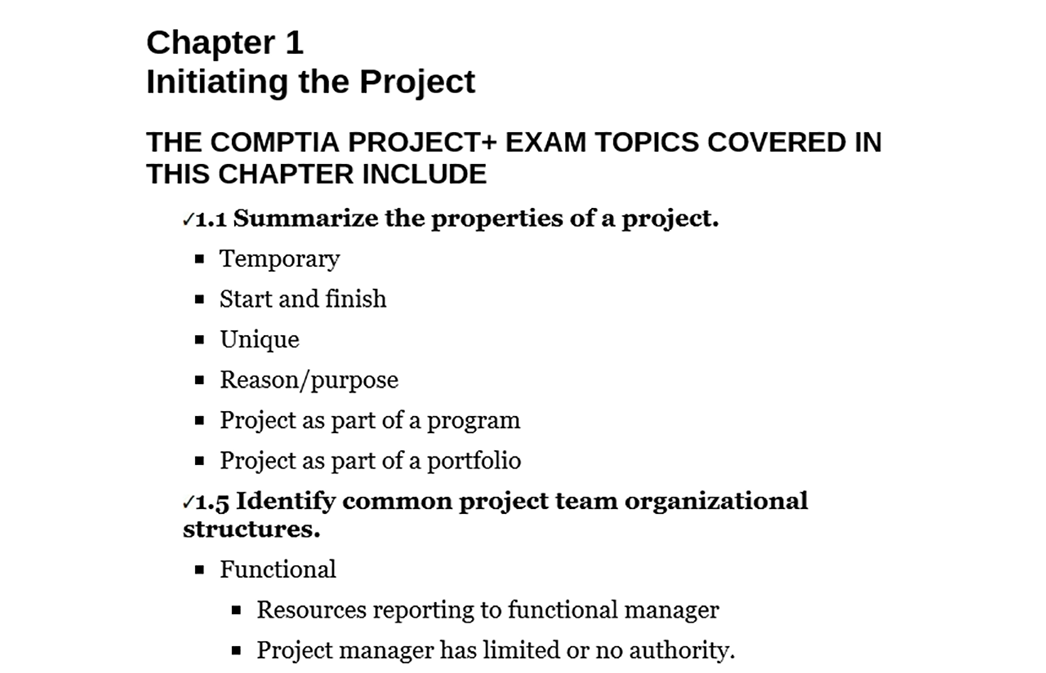 Chapter 1
Initiating the Project
THE COMPTIA PROJECT+ EXAM TOPICS COVERED IN
THIS CHAPTER INCLUDE
✓1.1 Summarize the properties of a project.
▪ Temporary
▪ Start and finish
▪ Unique
▪ Reason/purpose
▪ Project as part of a program
▪ Project as part of a portfolio
✓1.5 Identify common project team organizational
structures.
▪ Functional
▪ Resources reporting to functional manager
▪ Project manager has limited or no authority.